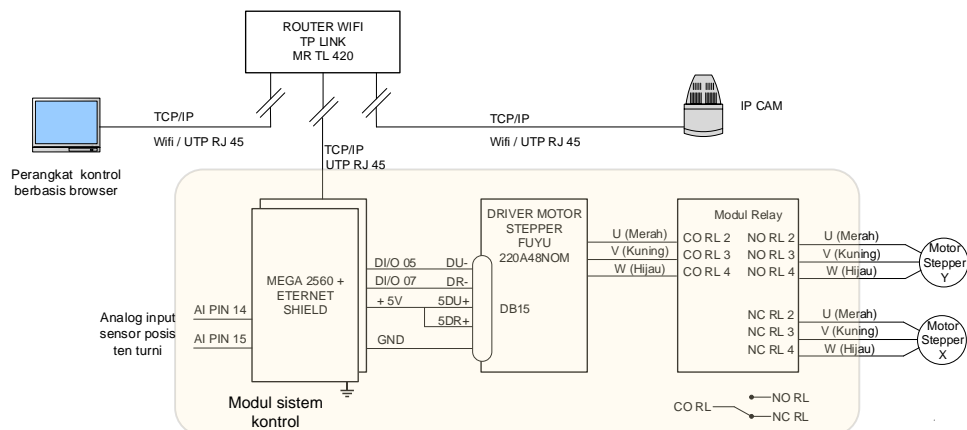 ROUTER WIFI
TP LINK
MR TL 420
TCP/IP
Wifi / UTP RJ 45
TCP/IP
UTP RJ 45
TCP/IP
Wifi / UTP RJ 45
IP CAM
Perangkat kontrol
berbasis browser
MEGA 2560 +
ETERNET
SHIELD
AI PIN 14
AI PIN 15
Analog input
sensor posis
ten turni
DI/O 05
DI/O 07
+ 5V
GND
DU-
DR-
5DU+
5DR+
DB15
DRIVER MOTOR
STEPPER
FUYU
220A48NOM
U (Merah)
V (Kuning)
W (Hijau)
Modul Relay
CO RL 2 NO RL 2
CO RL 3 NO RL 3
CO RL 4 NO RL 4
NC RL 2
NC RL 3
NC RL 4
U (Merah)
V (Kuning)
W (Hijau)
Motor
Stepper
Y
U (Merah)
V (Kuning)
W (Hijau)
Motor
Stepper
X
Modul sistem
kontrol
CO RL
NO RL
NC RL